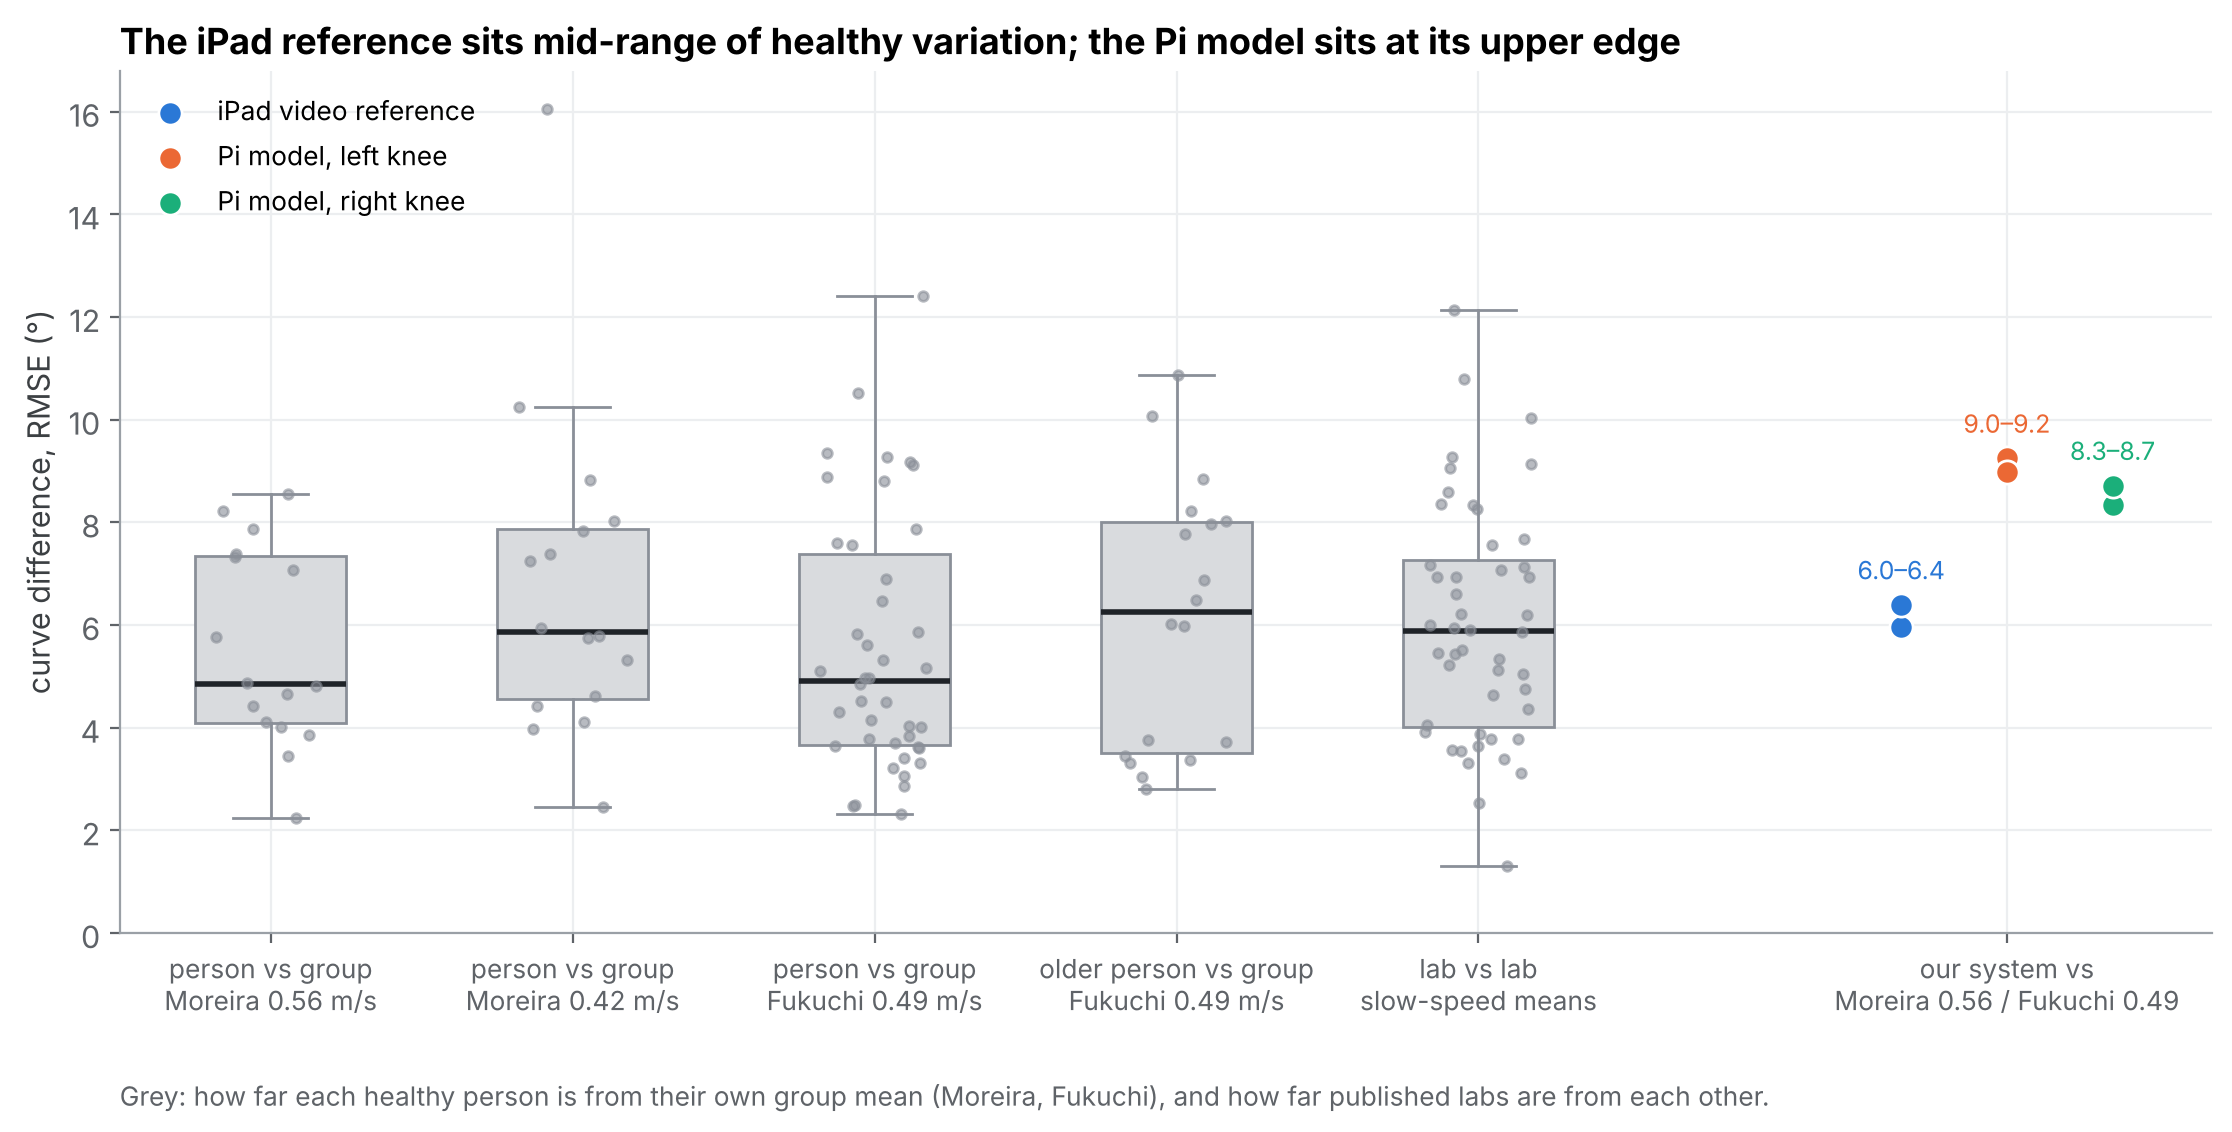 The iPad reference sits mid-range of healthy variation; the Pi model sits at its upper edge
iPad video reference
Pi model, left knee
Pi model, right knee
curve difference, RMSE (°)
16
14
12
10
8
6
4
2
0
9.0–9.2
8.3–8.7
6.0–6.4
person vs group
Moreira 0.56 m/s
person vs group
Moreira 0.42 m/s
person vs group
Fukuchi 0.49 m/s
older person vs group
Fukuchi 0.49 m/s
lab vs lab
slow-speed means
our system vs
Moreira 0.56 / Fukuchi 0.49
Grey: how far each healthy person is from their own group mean (Moreira, Fukuchi), and how far published labs are from each other.